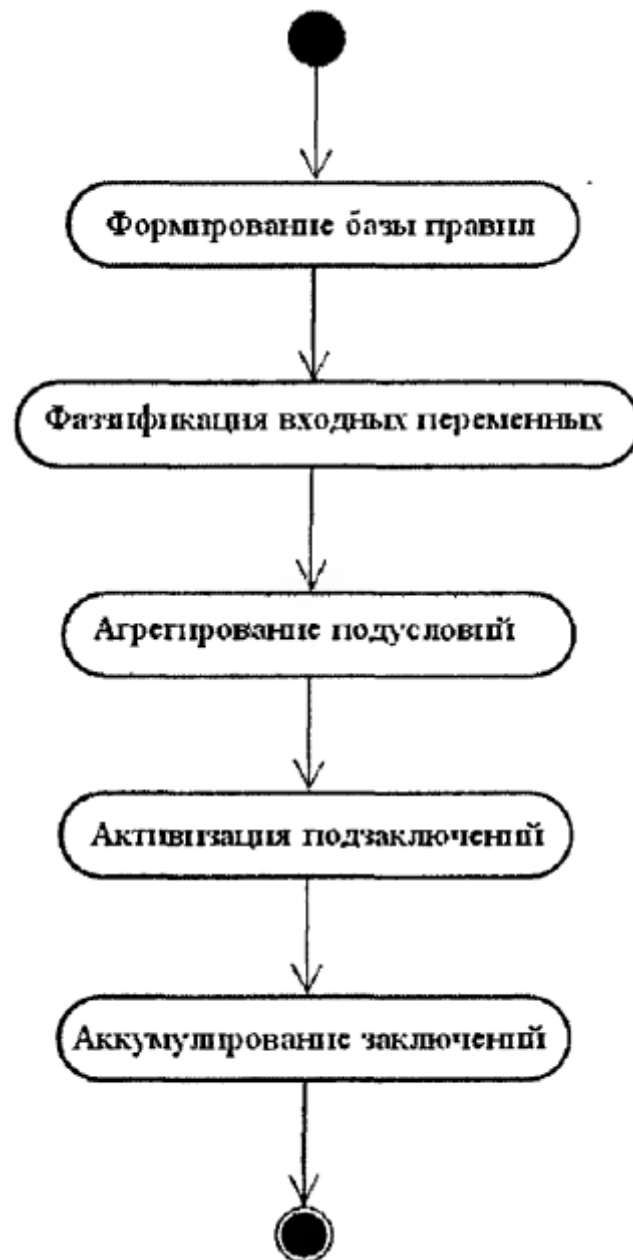 Формирование базы правил
Фаззификация входных переменных
Агрегирование подусловий
Активизация подзаключений
Аккумулирование заключений